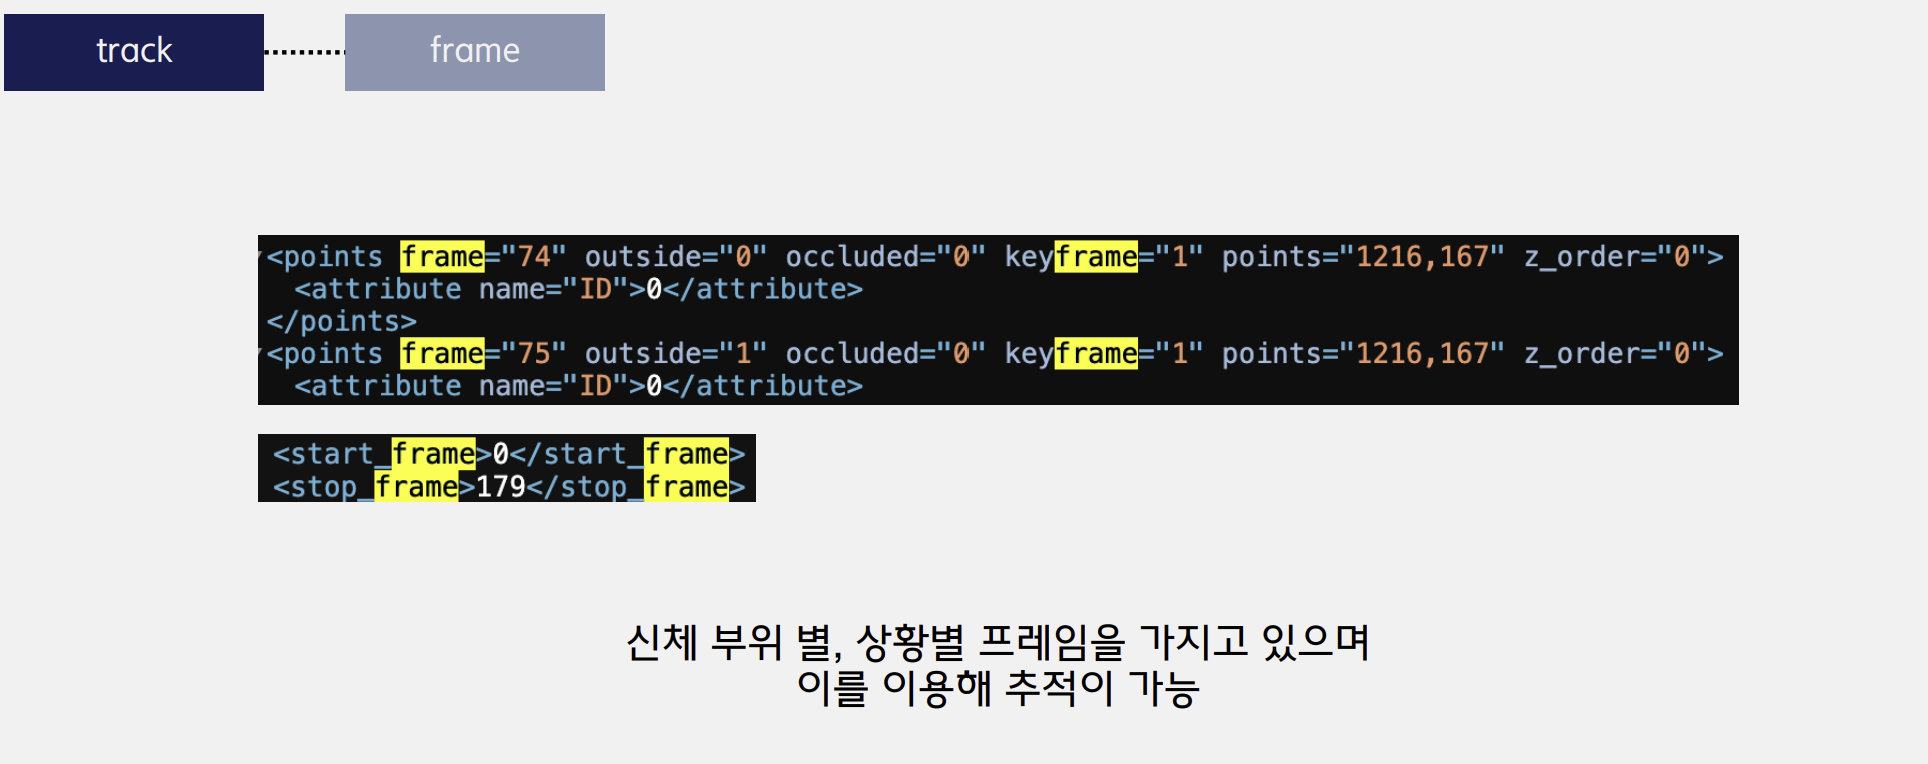 track
frame
<points frame="74" outside="0" occluded="0" keyframe="1" points="1216,167" z_order="0">
<attribute name="ID">0</attribute>
</points>
<points frame="75" outside="1" occluded="0" keyframe="1" points="1216,167" z_order="0">
<attribute name="ID">0</attribute>
<start_frame>0</start_frame>
<stop_frame>179</stop_frame>
신체 부위 별, 상황별 프레임을 가지고 있으며
이를 이용해 추적이 가능